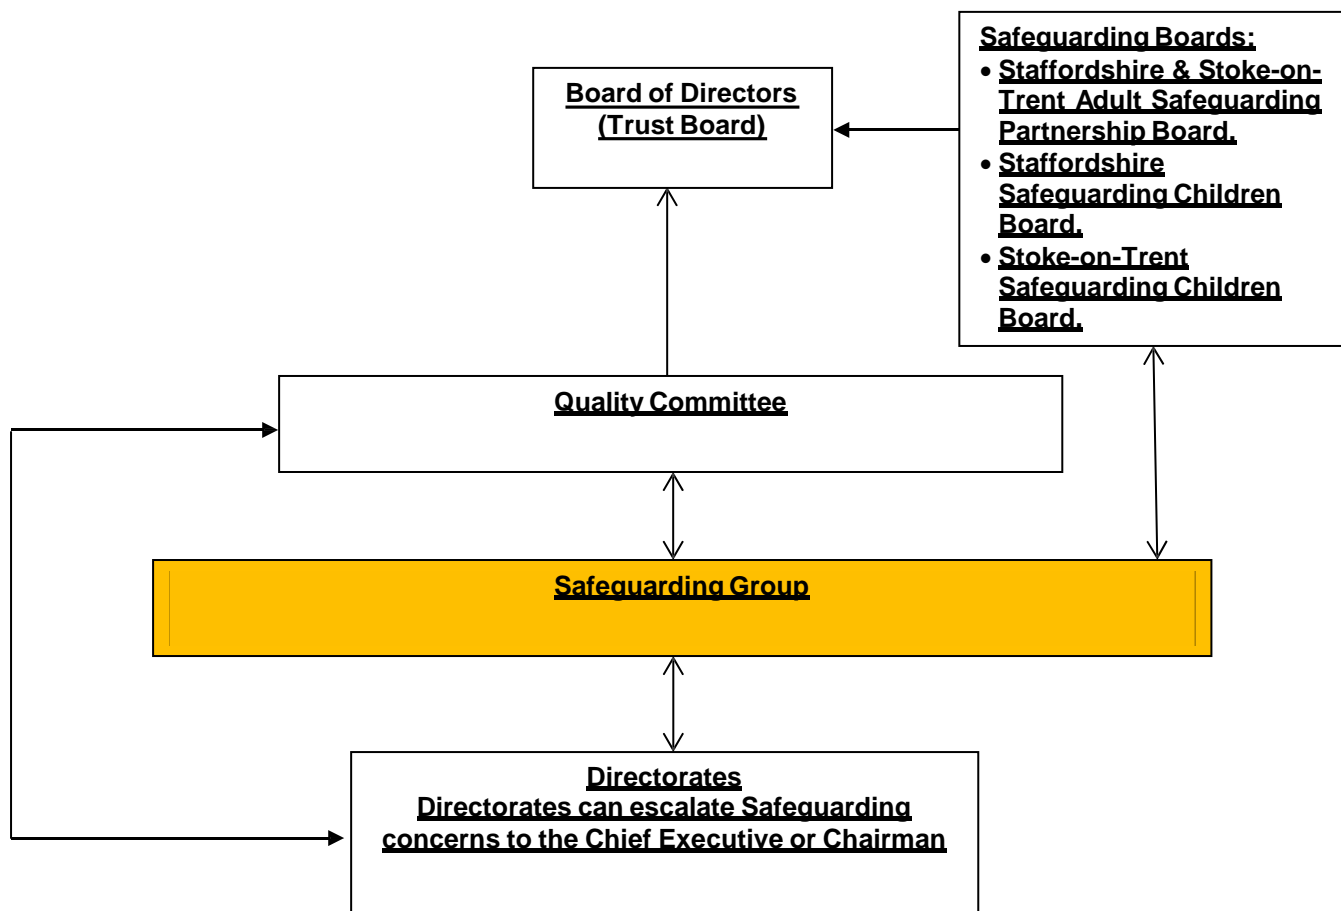 Board of Directors
(Trust Board)
Safeguarding Boards:
• Staffordshire & Stoke-on-
Trent Adult Safeguarding
Partnership Board.
• Staffordshire
Safeguarding Children
Board.
• Stoke-on-Trent
Safeguarding Children
Board.
Quality Committee
Safeguarding Group
Directorates
Directorates can escalate Safeguarding
concerns to the Chief Executive or Chairman